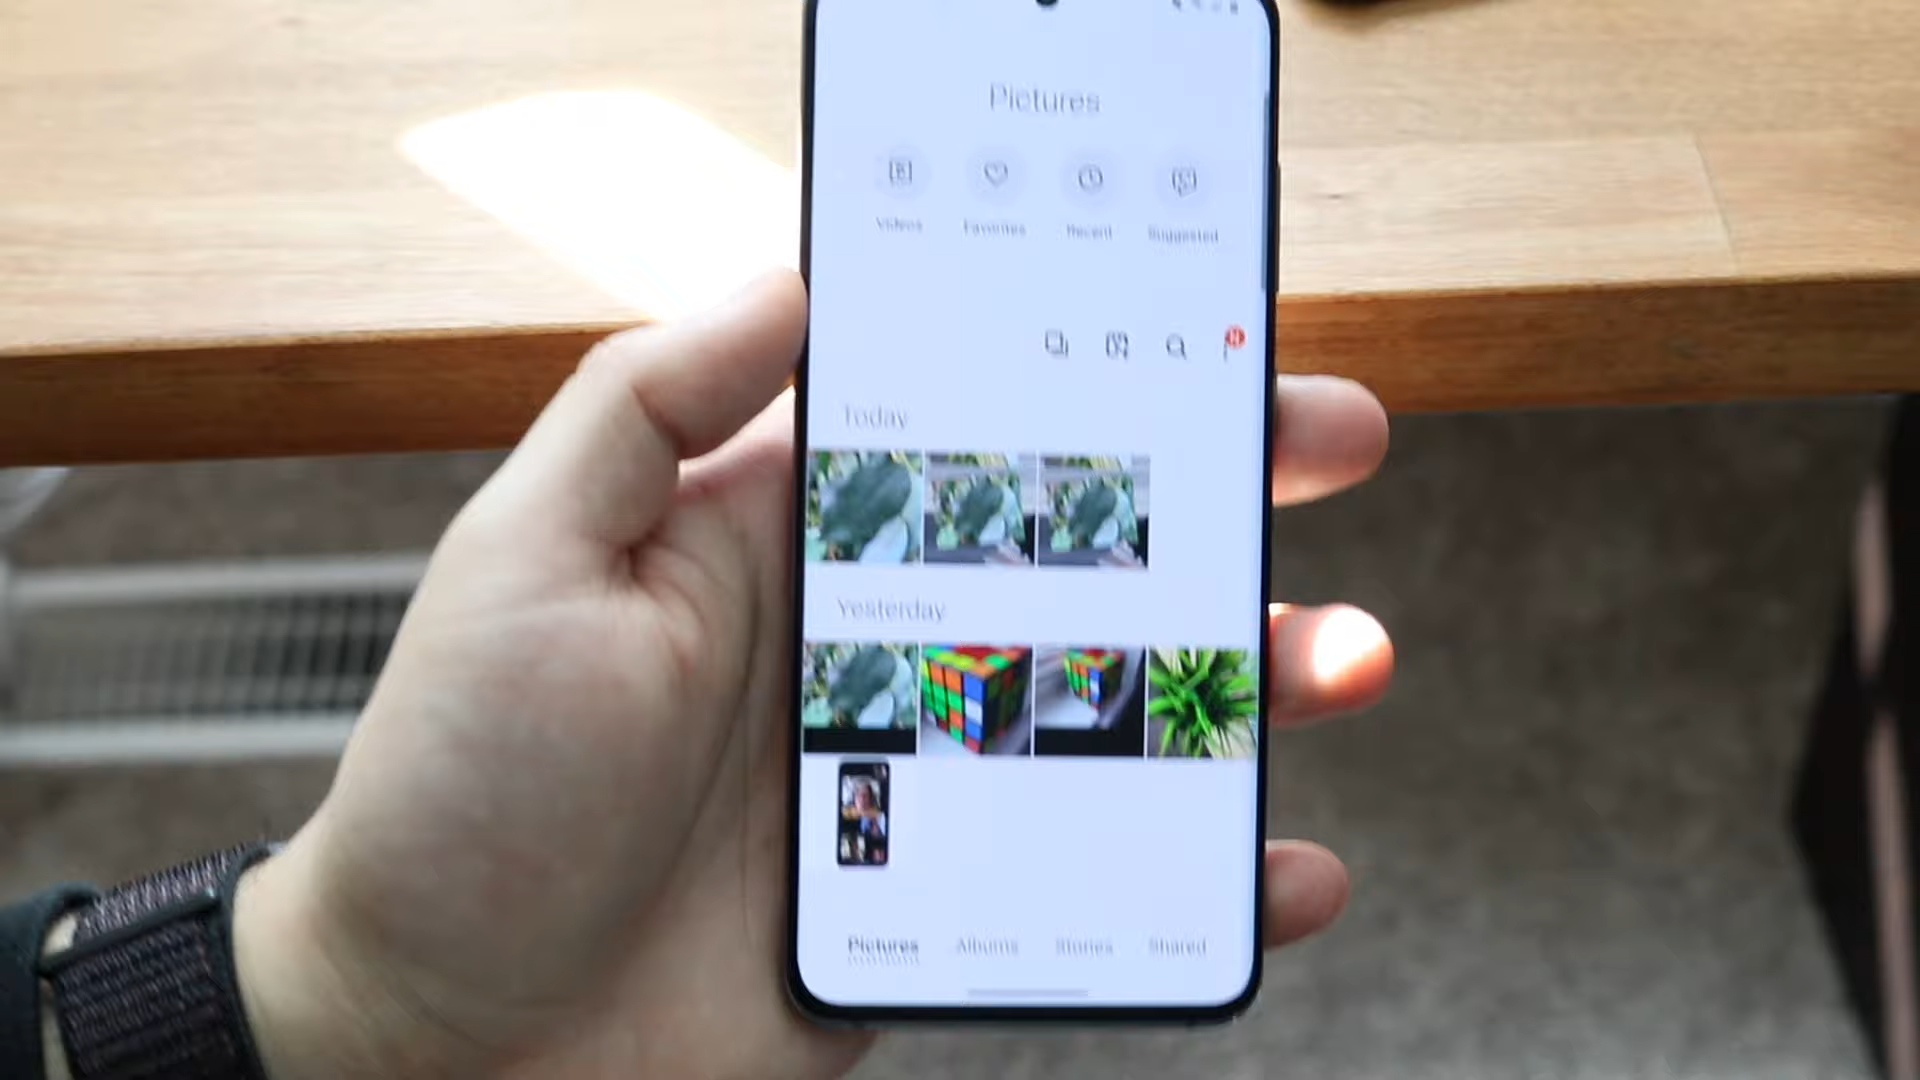 Pictures
Videos Favorites Recent Suggested
N
Today
Yesterday
Pictures Albums Stories Shared